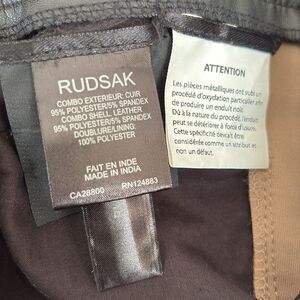 RUDSAK
COMBO EXTERIEUR: CUIR
95% POLYESTER/5% SPANDEX
COMBO SHELL: LEATHER
95% POLYESTER/5% SPANDEX
DOUBLURE/LINING:
100% POLYESTER
FAIT EN INDE
MADE IN INDIA
CA28800 RN124883
ATTENTION
Les pièces métalliques ont subi un
procédé d'oxydation particulier afin
de produire un enduit noir.
Dû à la nature du procédé, l'enduit
peut se détériorer à force d'usure.
Cette spécificité devrait être
considérée comme un attribut et
non un défaut.